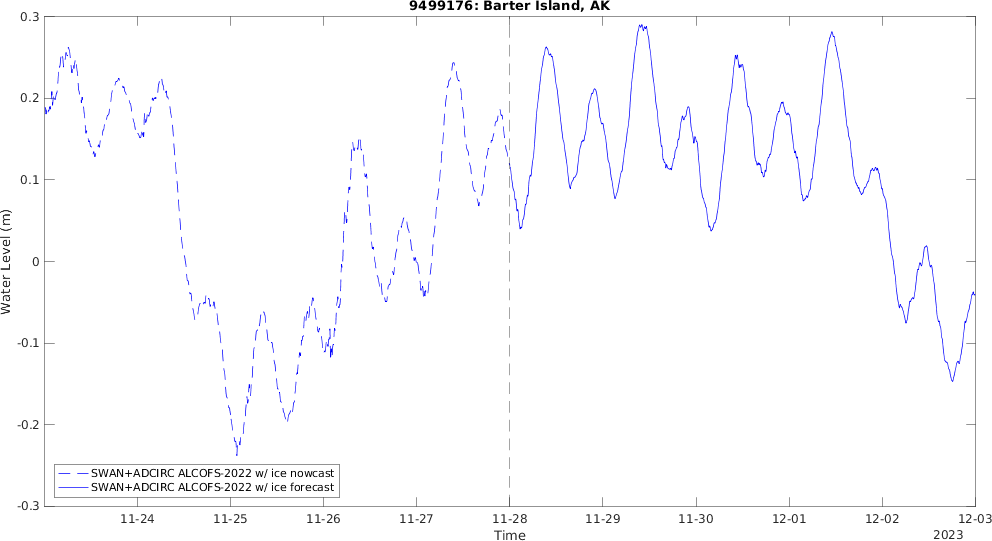 9499176: Barter Island, AK
0.3
0.2
0.1
0
-0.1
-0.2
-0.3
Water Level (m)
SWAN+ADCIRC ALCOFS-2022 w/ ice nowcast
SWAN+ADCIRC ALCOFS-2022 w/ ice forecast
11-24 11-25 11-26 11-27 11-28 11-29 11-30 12-01 12-02 12-03
Time
2023